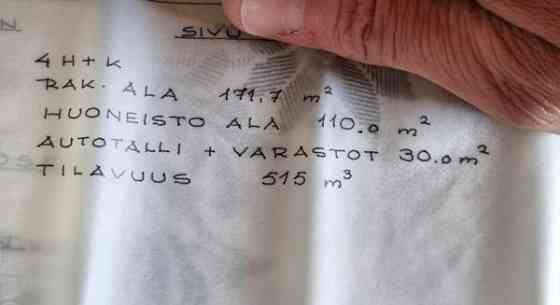 SIVU
4 H + K
RAK. ALA 171,7 m²
HUONEISTO ALA 110.0 m²
AUTOTALLI + VARASTOT 30.0 m²
TILAVUUS 515 m³